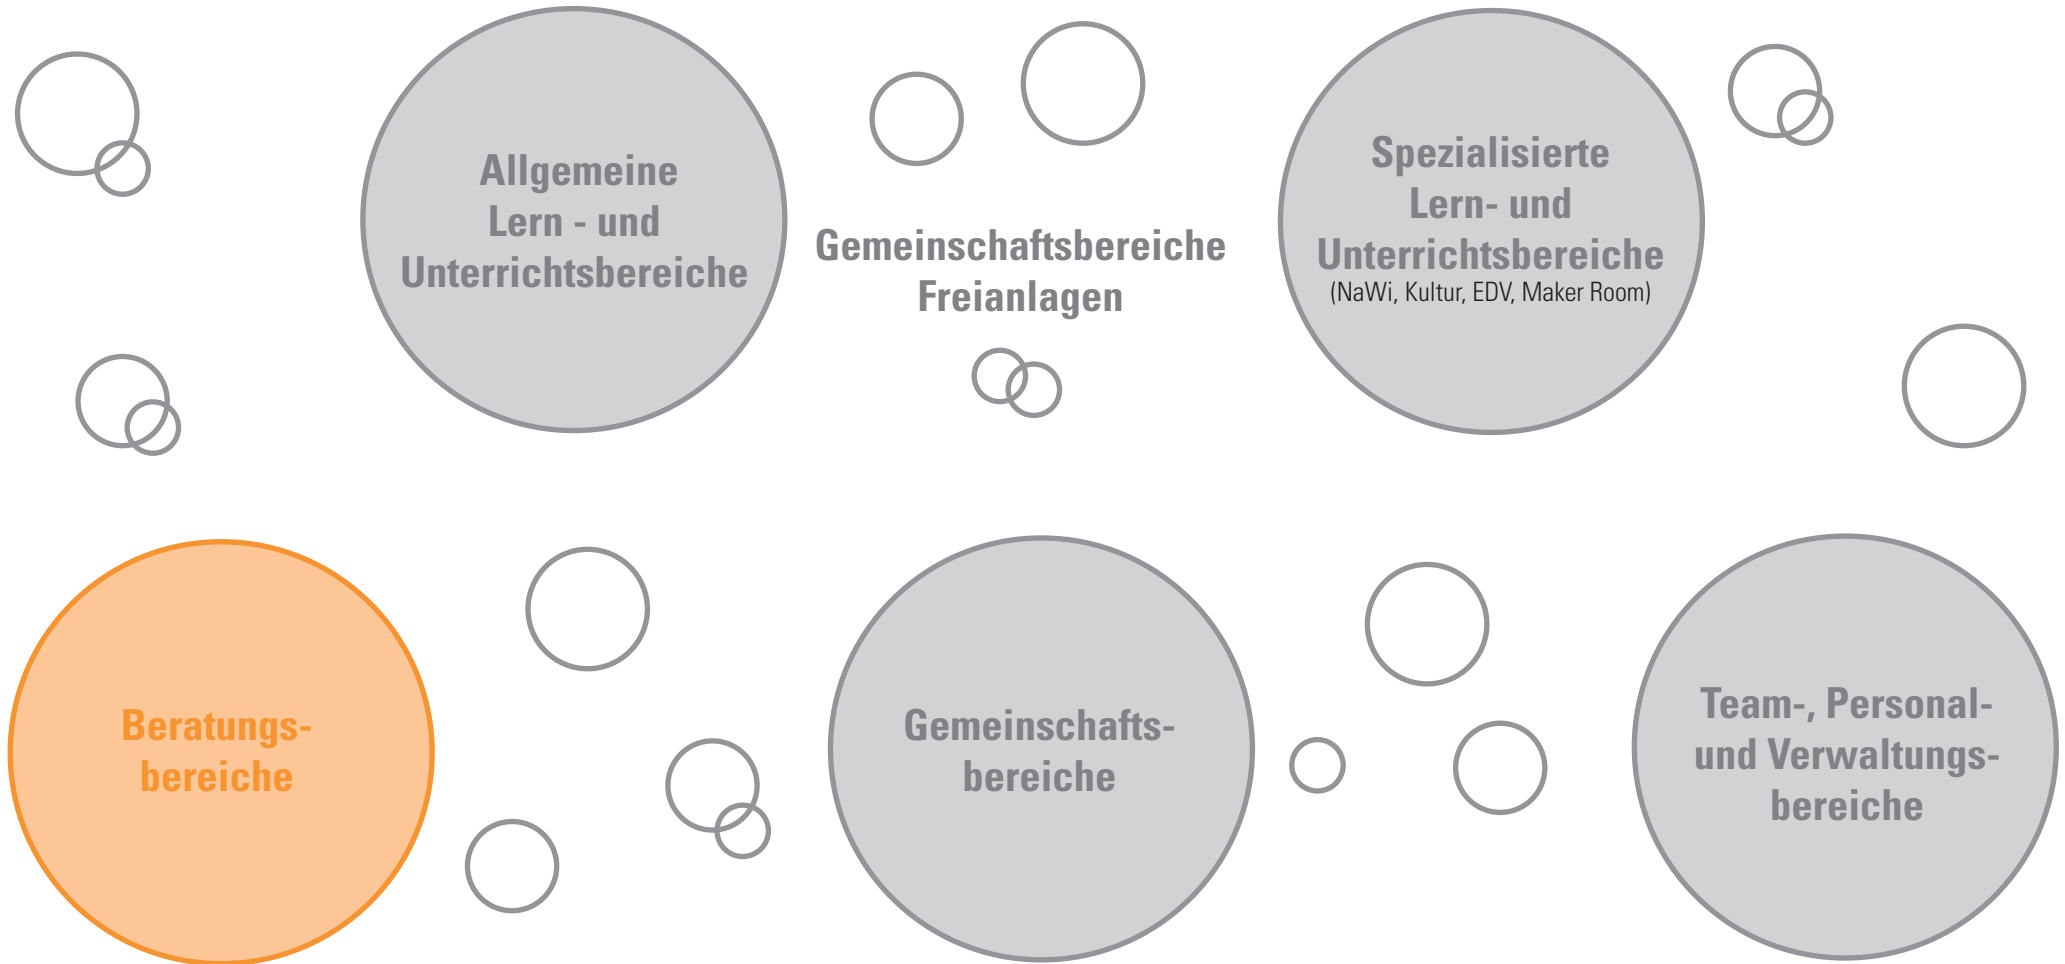 Allgemeine
Lern - und
Unterrichtsbereiche
Gemeinschaftsbereiche
Freianlagen
Spezialisierte
Lern- und
Unterrichtsbereiche
(NaWi, Kultur, EDV, Maker Room)
Beratungs-
bereiche
Gemeinschafts-
bereiche
Team-, Personal-
und Verwaltungs-
bereiche